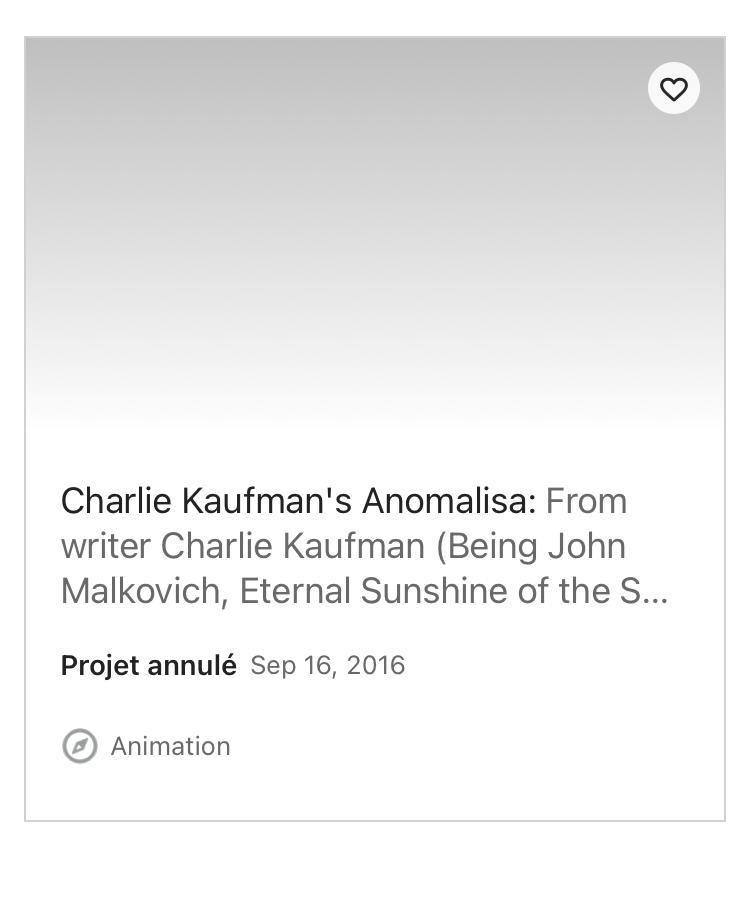 Charlie Kaufman's Anomalisa: From
writer Charlie Kaufman (Being John
Malkovich, Eternal Sunshine of the S...
Projet annulé Sep 16, 2016
Animation